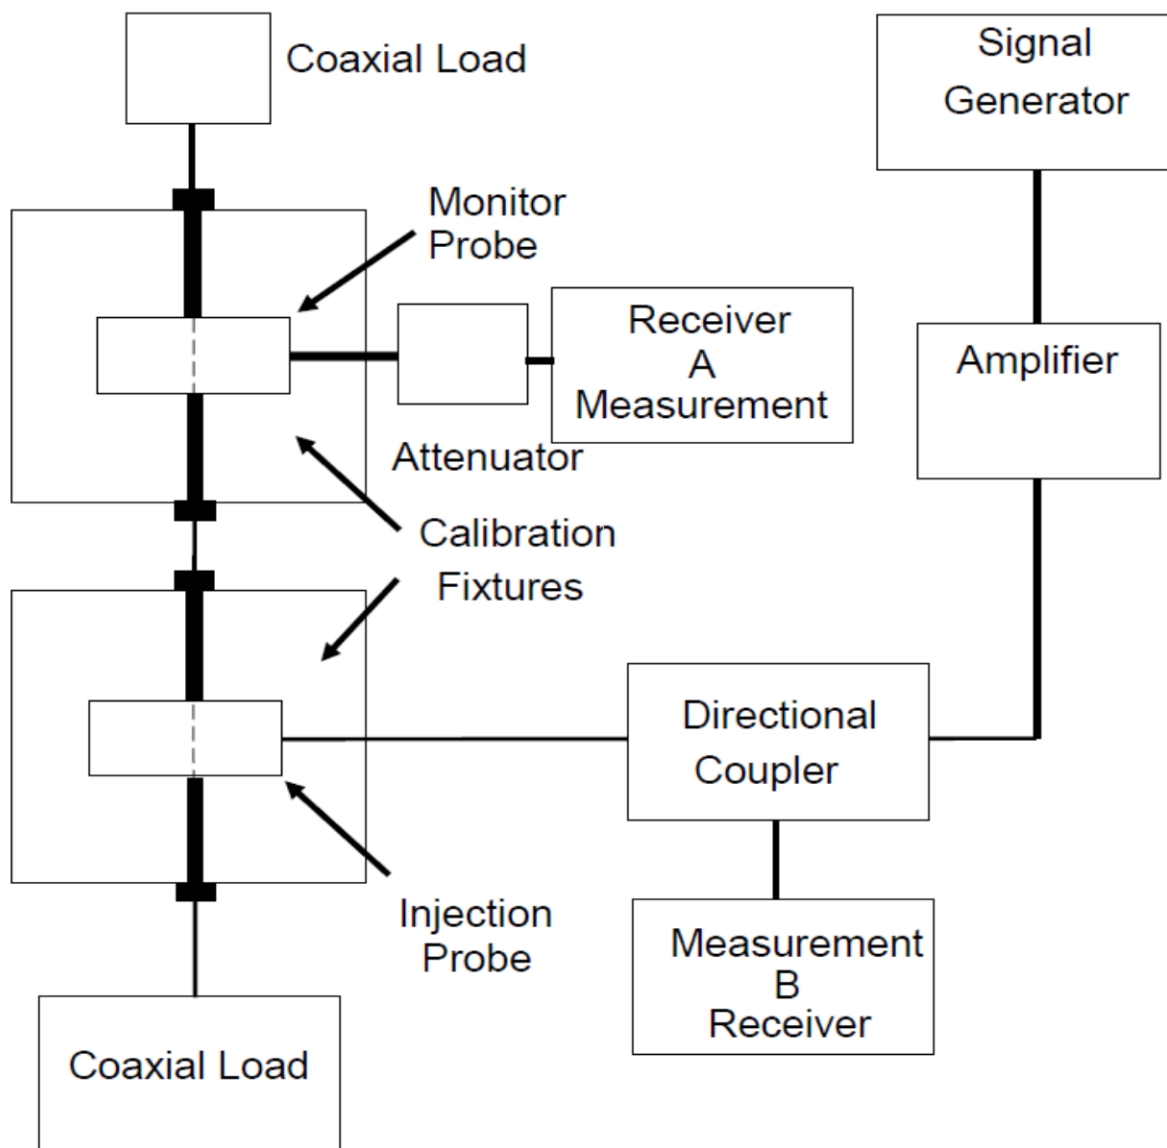 Coaxial Load
Signal
Generator
Monitor
Probe
Receiver
A
Measurement
Amplifier
Attenuator
Calibration
Fixtures
Directional
Coupler
Injection
Probe
Measurement
B
Receiver
Coaxial Load